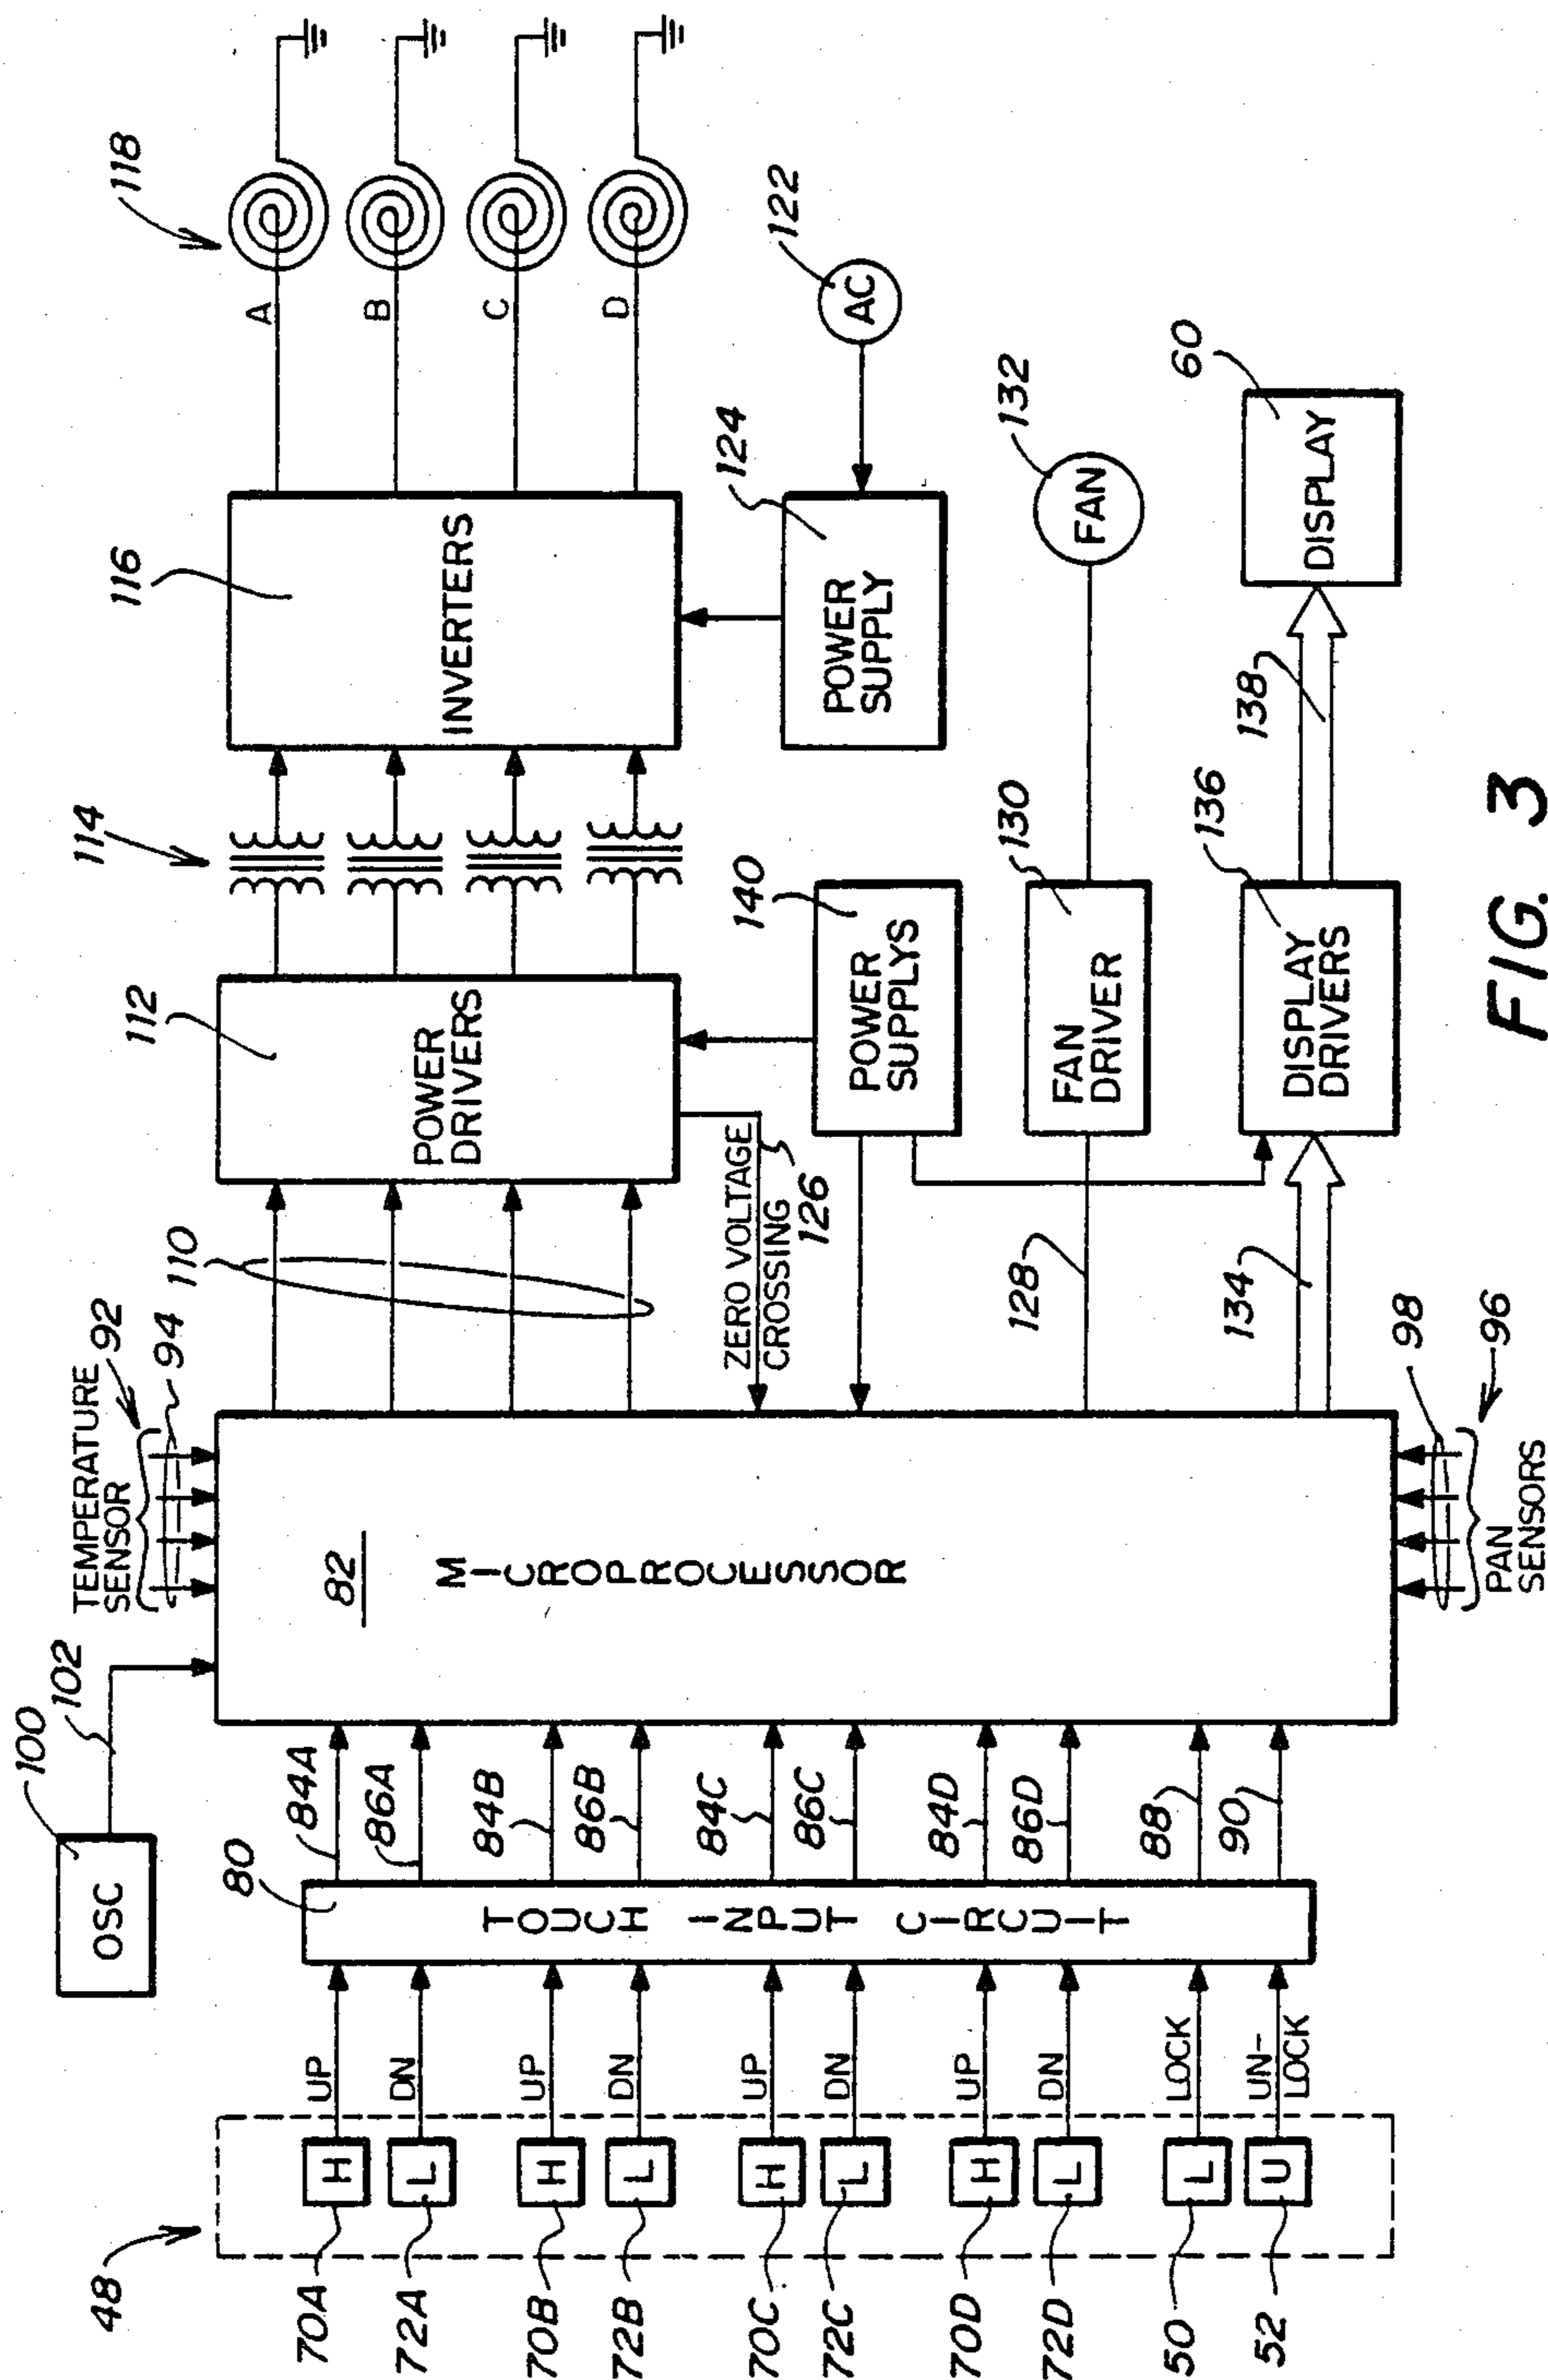 48
70A
H
UP
72A
L
DN
70B
H
UP
72B
L
DN
70C
H
UP
72C
L
DN
70D
H
UP
72D
L
DN
50
L
LOCK
52
U
UN-
LOCK
80
TOUCH INPUT CIRCUIT
84A
86A
84B
86B
84C
86C
84D
86D
88
90
OSC
100
102
TEMPERATURE
SENSOR
92
94
82
MICROPROCESSOR
PAN
SENSORS
98
96
110
112
POWER
DRIVERS
ZERO VOLTAGE
CROSSING
126
114
116
INVERTERS
A
B
C
D
118
POWER
SUPPLY
124
AC
122
POWER
SUPPLYS
140
128
FAN
DRIVER
130
FAN
132
134
DISPLAY
DRIVERS
136
138
DISPLAY
60
FIG. 3